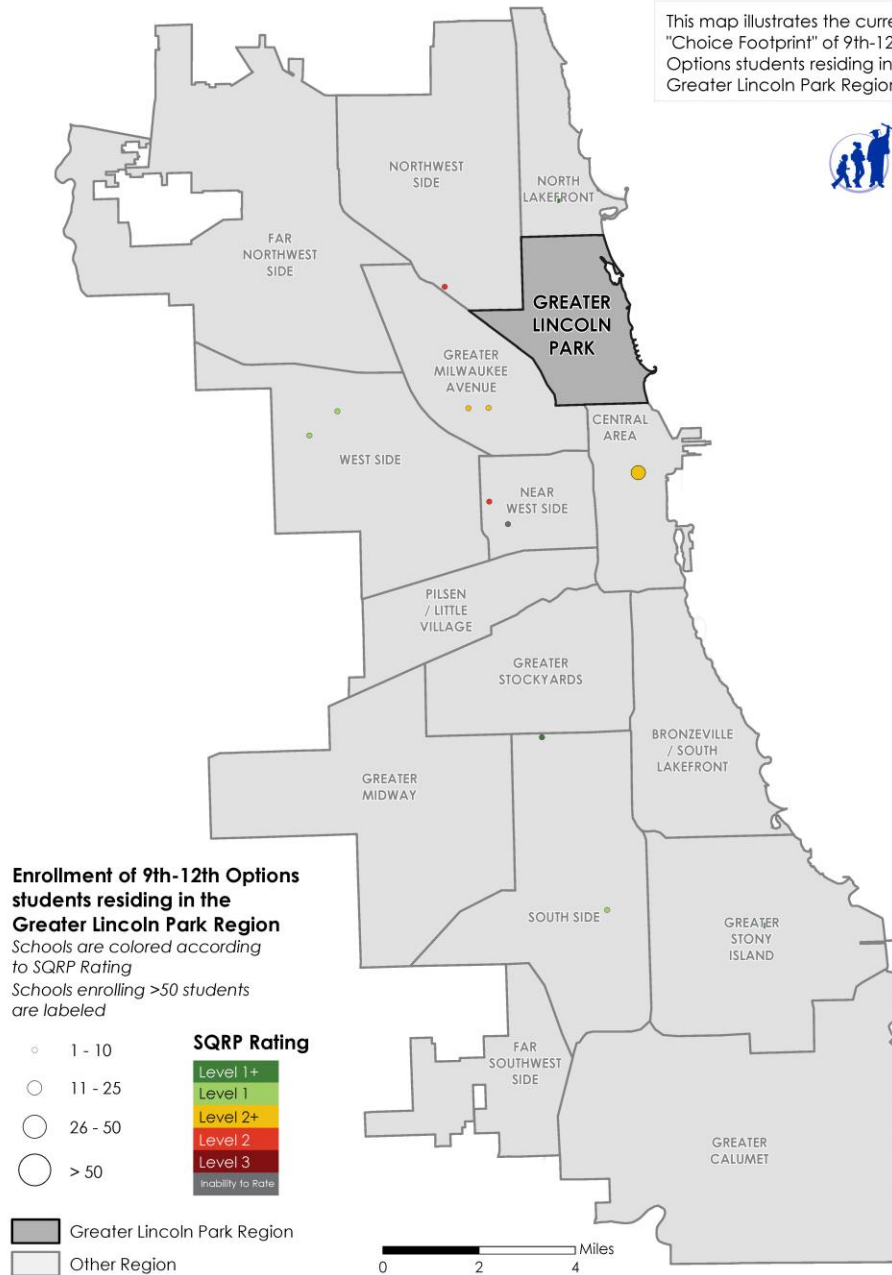 This map illustrates the curre
"Choice Footprint" of 9th-12
Options students residing in
Greater Lincoln Park Region
NORTHWEST
SIDE
NORTH
LAKEFRONT
FAR
NORTHWEST
SIDE
GREATER
LINCOLN
PARK
GREATER
MILWAUKEE
AVENUE
CENTRAL
AREA
WEST SIDE
NEAR
WEST SIDE
PILSEN
/ LITTLE
VILLAGE
GREATER
STOCKYARDS
BRONZEVILLE
/ SOUTH
LAKEFRONT
GREATER
MIDWAY
SOUTH SIDE
GREATER
STONY
ISLAND
FAR
SOUTHWEST
SIDE
GREATER
CALUMET
Enrollment of 9th-12th Options
students residing in the
Greater Lincoln Park Region
Schools are colored according
to SQRP Rating
Schools enrolling >50 students
are labeled
1 - 10
11 - 25
26 - 50
> 50
SQRP Rating
Level 1+
Level 1
Level 2+
Level 2
Level 3
Inability to Rate
Greater Lincoln Park Region
Other Region
Miles
0 2 4